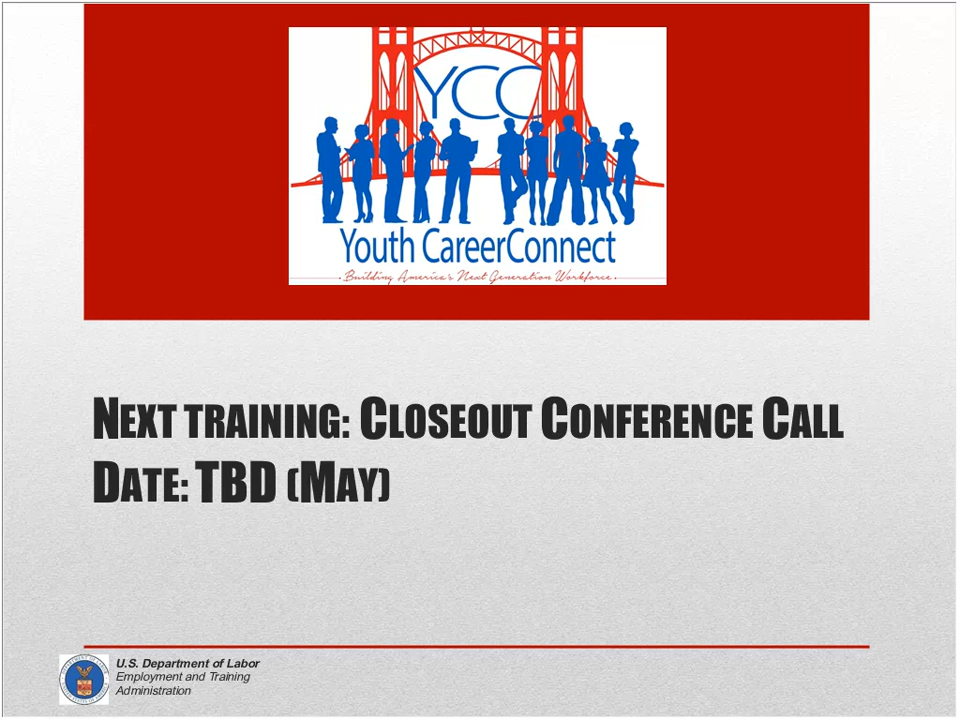 YCC
Youth CareerConnect
Building America's Next Generation Workforce
NEXT TRAINING: CLOSEOUT CONFERENCE CALL
DATE: TBD (MAY)
U.S. Department of Labor
Employment and Training
Administration